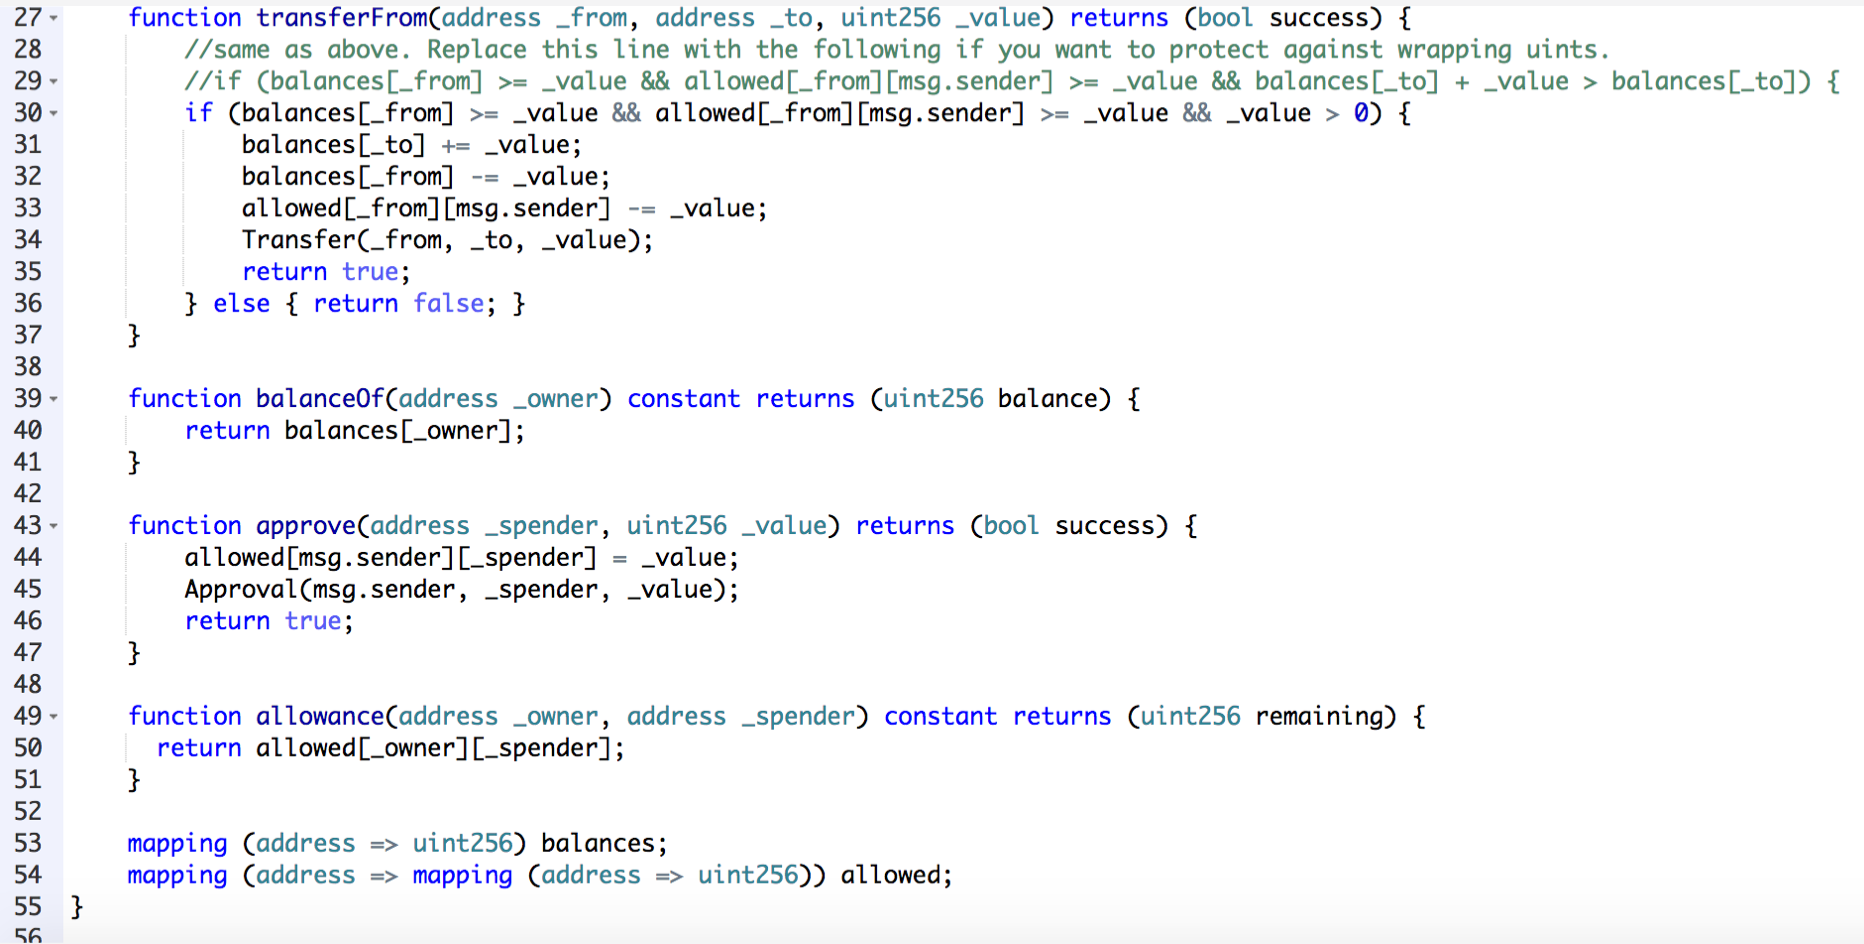 27 function transferFrom(address _from, address _to, uint256 _value) returns (bool success) {
28 //same as above. Replace this line with the following if you want to protect against wrapping uints.
29 //if (balances[_from] >= _value && allowed[_from][msg.sender] >= _value && balances[_to] + _value > balances[_to]) {
30 if (balances[_from] >= _value && allowed[_from][msg.sender] >= _value && _value > 0) {
31 balances[_to] += _value;
32 balances[_from] -= _value;
33 allowed[_from][msg.sender] -= _value;
34 Transfer(_from, _to, _value);
35 return true;
36 } else { return false; }
37 }
38
39 function balanceOf(address _owner) constant returns (uint256 balance) {
40 return balances[_owner];
41 }
42
43 function approve(address _spender, uint256 _value) returns (bool success) {
44 allowed[msg.sender][_spender] = _value;
45 Approval(msg.sender, _spender, _value);
46 return true;
47 }
48
49 function allowance(address _owner, address _spender) constant returns (uint256 remaining) {
50 return allowed[_owner][_spender];
51 }
52
53 mapping (address => uint256) balances;
54 mapping (address => mapping (address => uint256)) allowed;
55 }
56